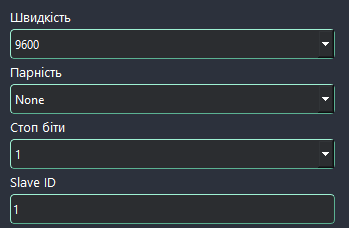 Швидкість
9600
Парність
None
Стоп біти
1
Slave ID
1